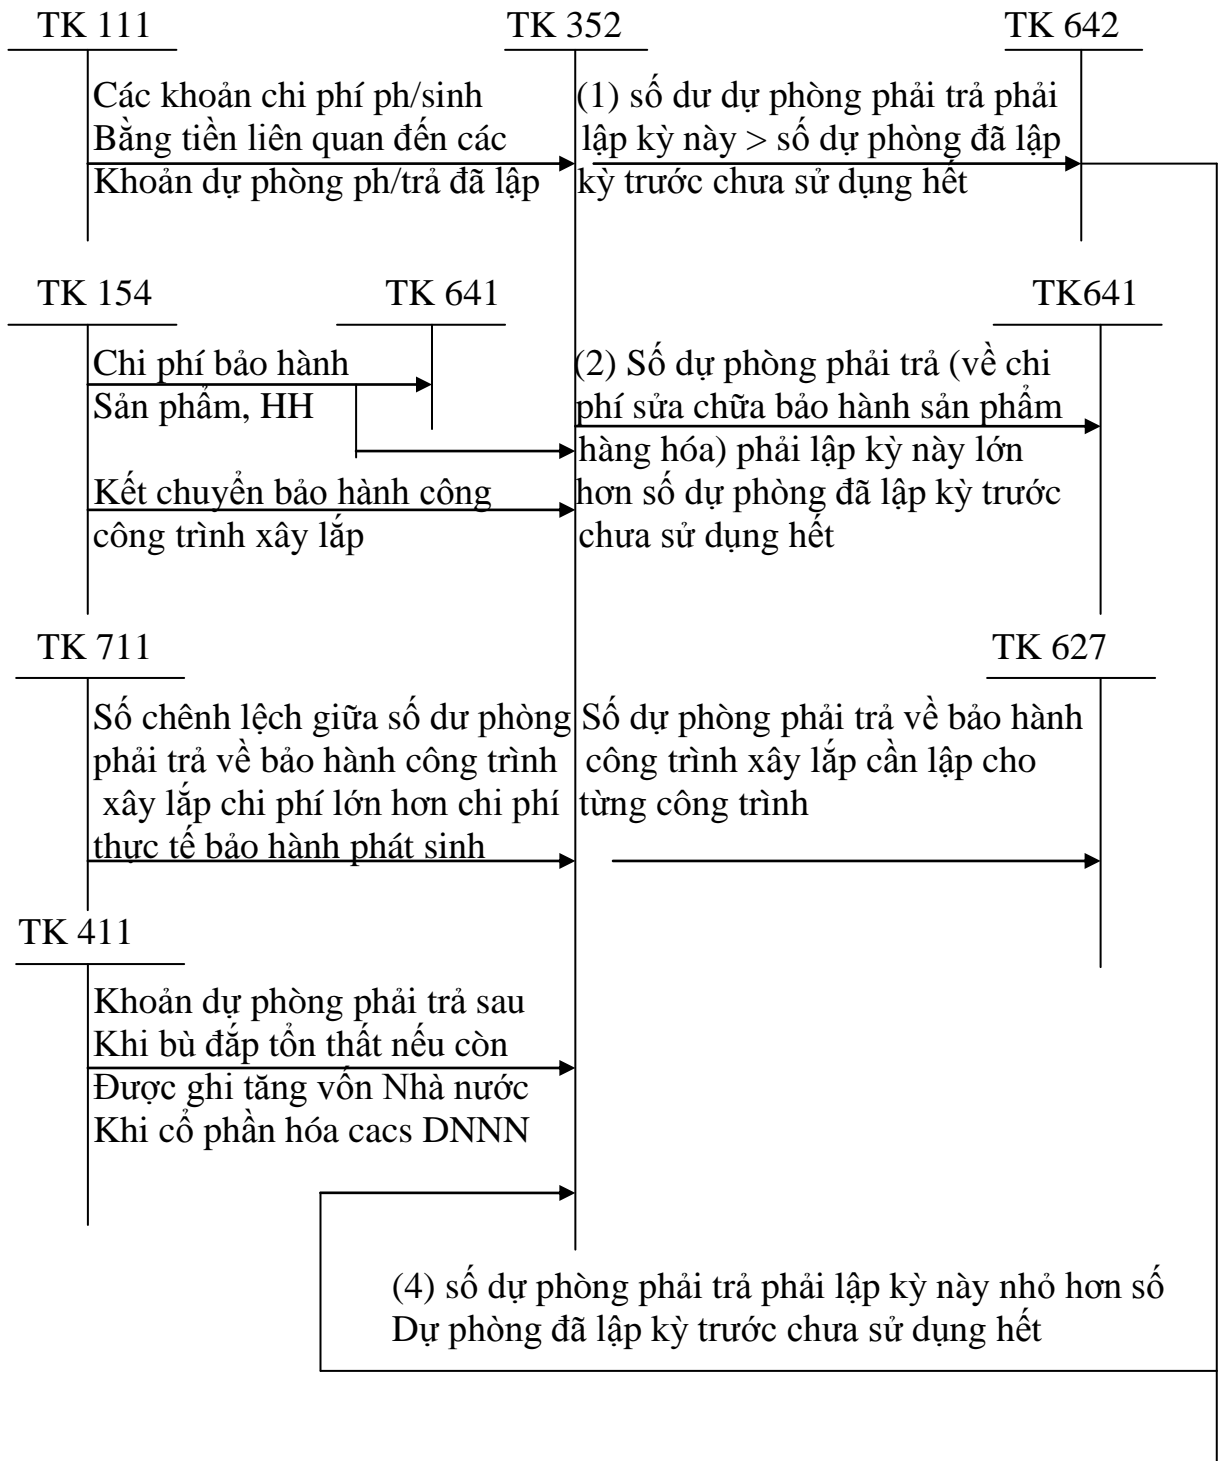 TK 111
TK 352
TK 642
Các khoản chi phí ph/sinh
Bằng tiền liên quan đến các
Khoản dự phòng ph/trả đã lập
(1) số dư dự phòng phải trả phải
lập kỳ này > số dự phòng đã lập
kỳ trước chưa sử dụng hết
TK 154
TK 641
TK641
Chi phí bảo hành
Sản phẩm, HH
Kết chuyển bảo hành công
công trình xây lắp
(2) Số dự phòng phải trả (về chi
phí sửa chữa bảo hành sản phẩm
hàng hóa) phải lập kỳ này lớn
hơn số dự phòng đã lập kỳ trước
chưa sử dụng hết
TK 711
TK 627
Số chênh lệch giữa số dư phòng
phải trả về bảo hành công trình
xây lắp chi phí lớn hơn chi phí
thực tế bảo hành phát sinh
Số dự phòng phải trả về bảo hành
công trình xây lắp cần lập cho
từng công trình
TK 411
Khoản dự phòng phải trả sau
Khi bù đắp tổn thất nếu còn
Được ghi tăng vốn Nhà nước
Khi cổ phần hóa cacs DNNN
(4) số dự phòng phải trả phải lập kỳ này nhỏ hơn số
Dự phòng đã lập kỳ trước chưa sử dụng hết